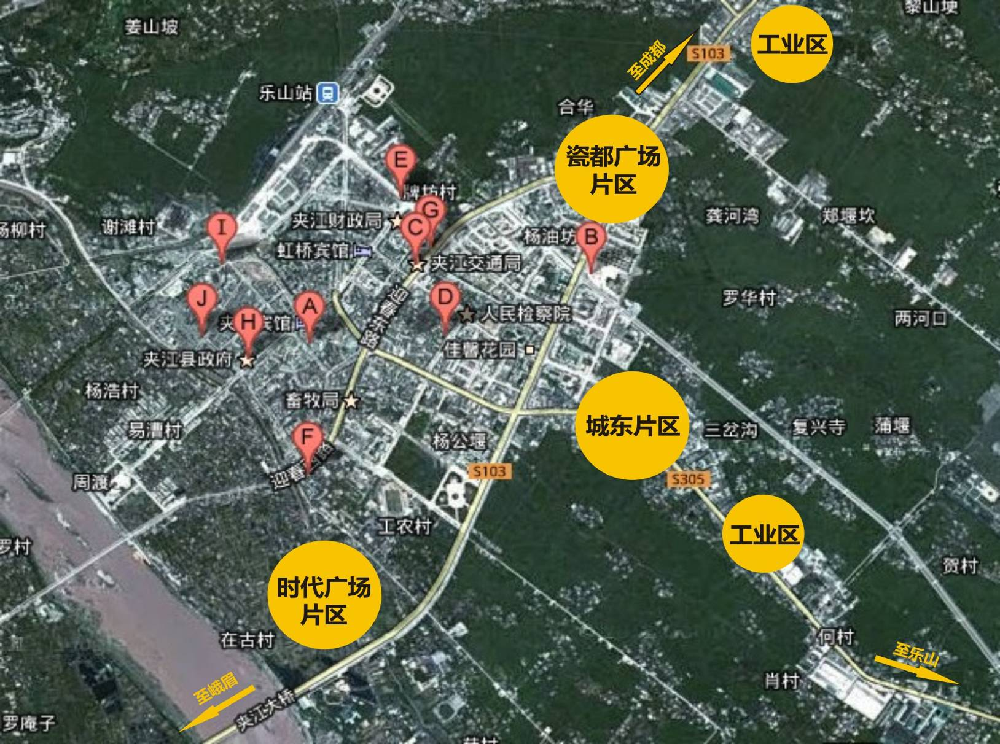 姜山坡
黎山埂
工业区
至成都
S103
乐山站
合华
瓷都广场
片区
E
牌坊村
G
夹江财政局
C
杨柳村
谢滩村
I
虹桥宾馆
夹江交通局
杨油坊
B
龚河湾
郑堰坎
迎春东路
J
H
A
D
人民检察院
罗华村
两河口
宾馆
夹江县政府
佳馨花园
杨浩村
畜牧局
易漕村
F
杨公堰
城东片区
三岔沟
复兴寺
蒲堰
周渡
迎春
S103
S305
工农村
工业区
罗村
贺村
时代广场
片区
在古村
何村
至乐山
肖村
至峨眉
夹江大桥
罗庵子